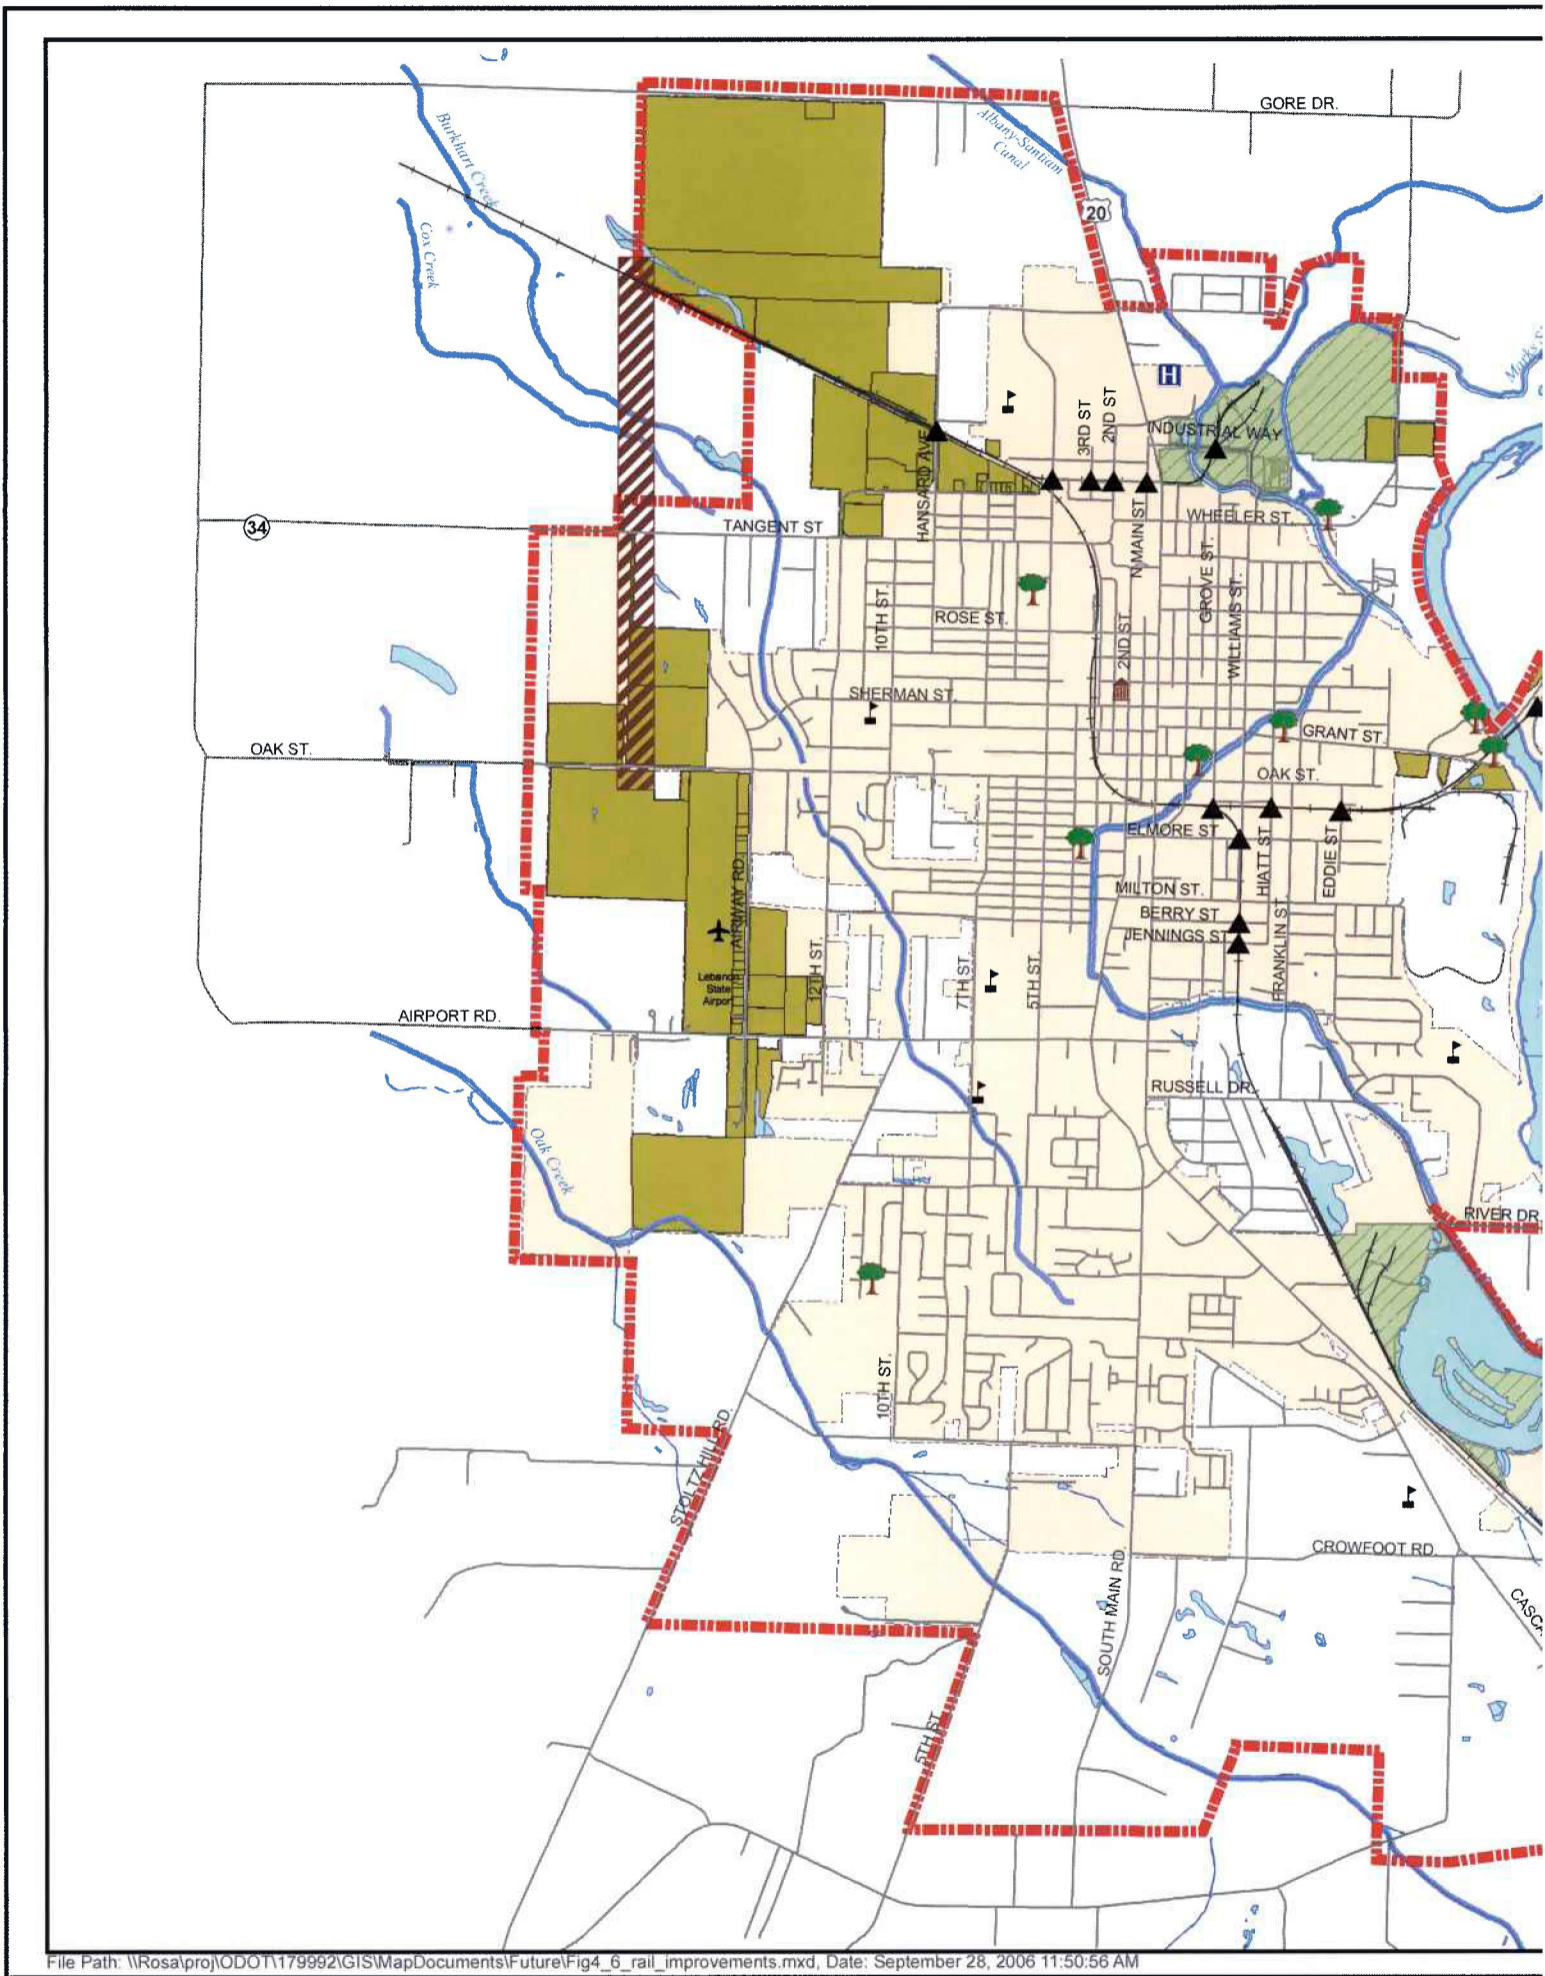 GORE DR.
Burkhart Creek
Albany-Santiam
Canal
Cox Creek
20
H
3RD ST
2ND ST
INDUSTRIAL WAY
HANSARD AVE
34
TANGENT ST
WHEELER ST.
N MAIN ST
GROVE ST.
WILLIAMS ST.
10TH ST.
ROSE ST.
2ND ST.
SHERMAN ST.
GRANT ST.
OAK ST.
OAK ST.
ELMORE ST
HIATT ST
EDDIE ST
MILTON ST.
BERRY ST
JENNINGS ST
FRANKLIN ST.
AIRWAY RD.
Lebanon
State
Airport
12TH ST.
7TH ST.
5TH ST.
AIRPORT RD.
RUSSELL DR.
Oak Creek
RIVER DR
10TH ST.
STOLTZ HILL RD.
CROWFOOT RD.
SOUTH MAIN RD.
5TH ST.
File Path: \\Rosa\proj\ODOT\179992\GIS\MapDocuments\Future\Fig4_6_rail_improvements.mxd, Date: September 28, 2006 11:50:56 AM